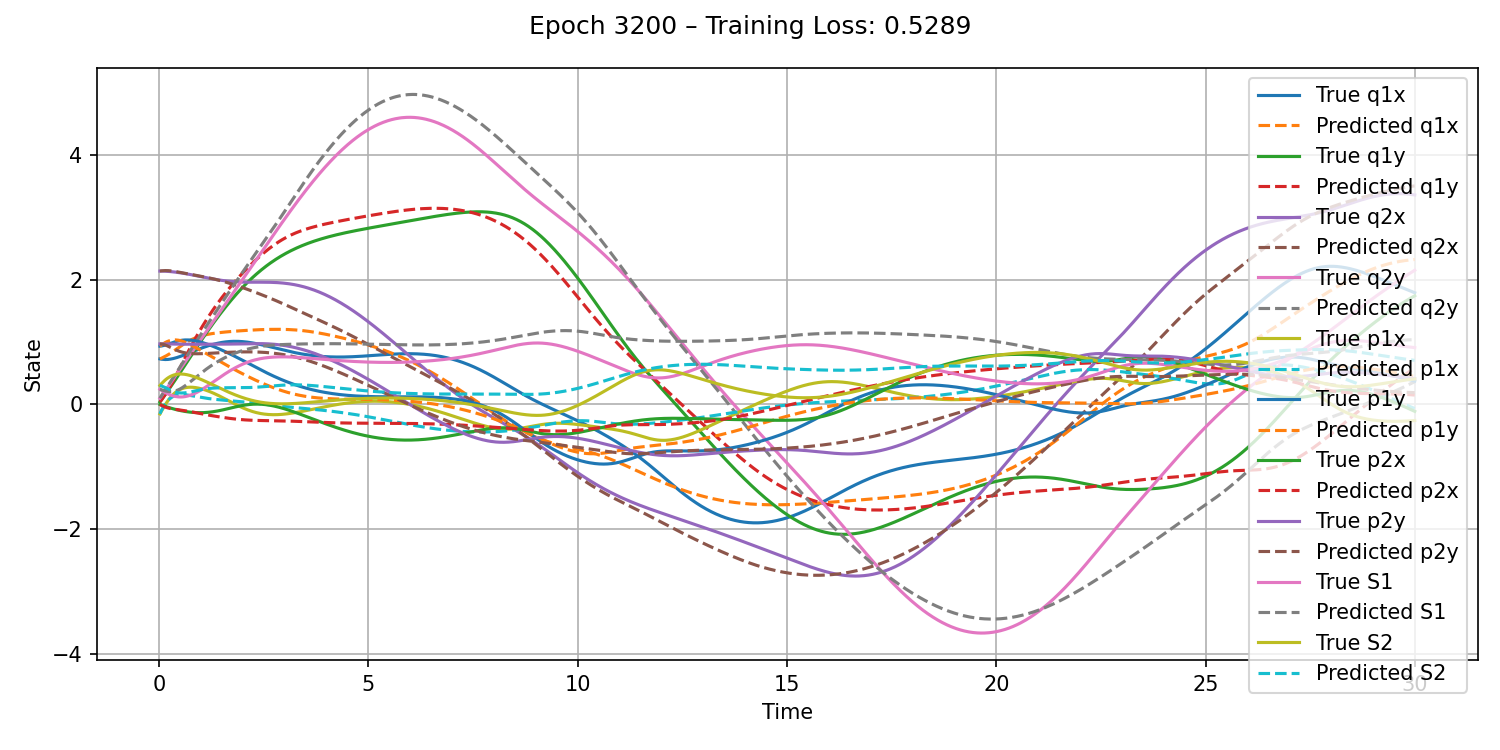 Epoch 3200 – Training Loss: 0.5289
State
4
2
0
−2
−4
0
5
10
15
20
25
30
Time
True q1x
Predicted q1x
True q1y
Predicted q1y
True q2x
Predicted q2x
True q2y
Predicted q2y
True p1x
Predicted p1x
True p1y
Predicted p1y
True p2x
Predicted p2x
True p2y
Predicted p2y
True S1
Predicted S1
True S2
Predicted S2